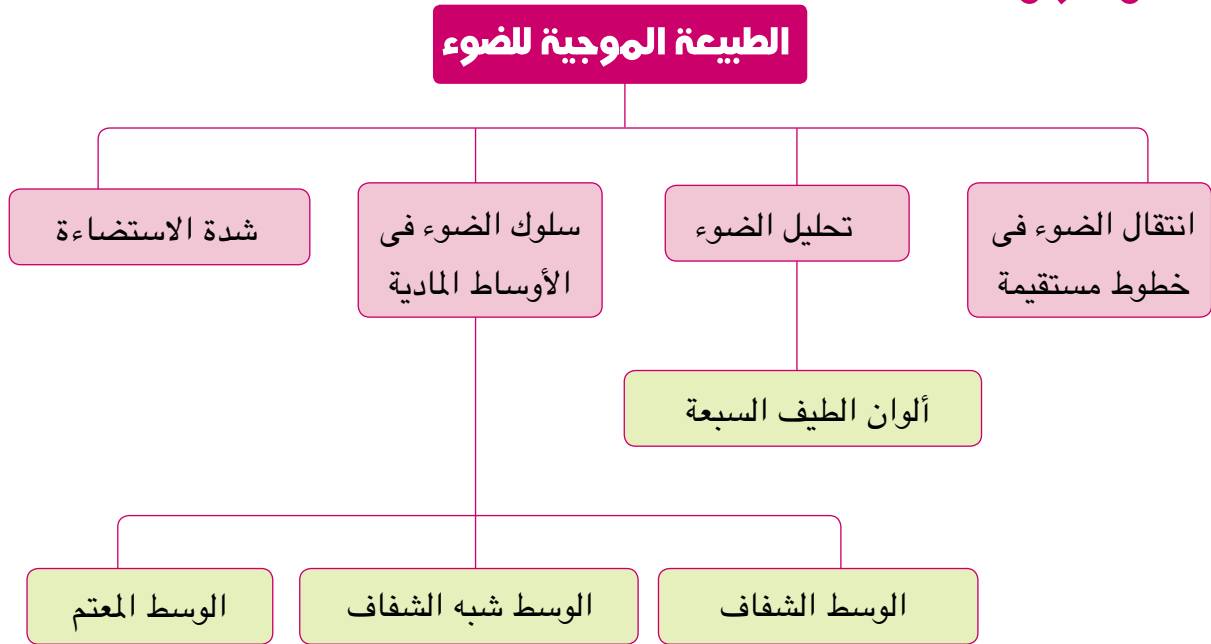 الطبيعة الموجية للضوء
انتقال الضوء فى
خطوط مستقيمة
تحليل الضوء
سلوك الضوء فى
الأوساط المادية
شدة الاستضاءة
ألوان الطيف السبعة
الوسط الشفاف
الوسط شبه الشفاف
الوسط المعتم